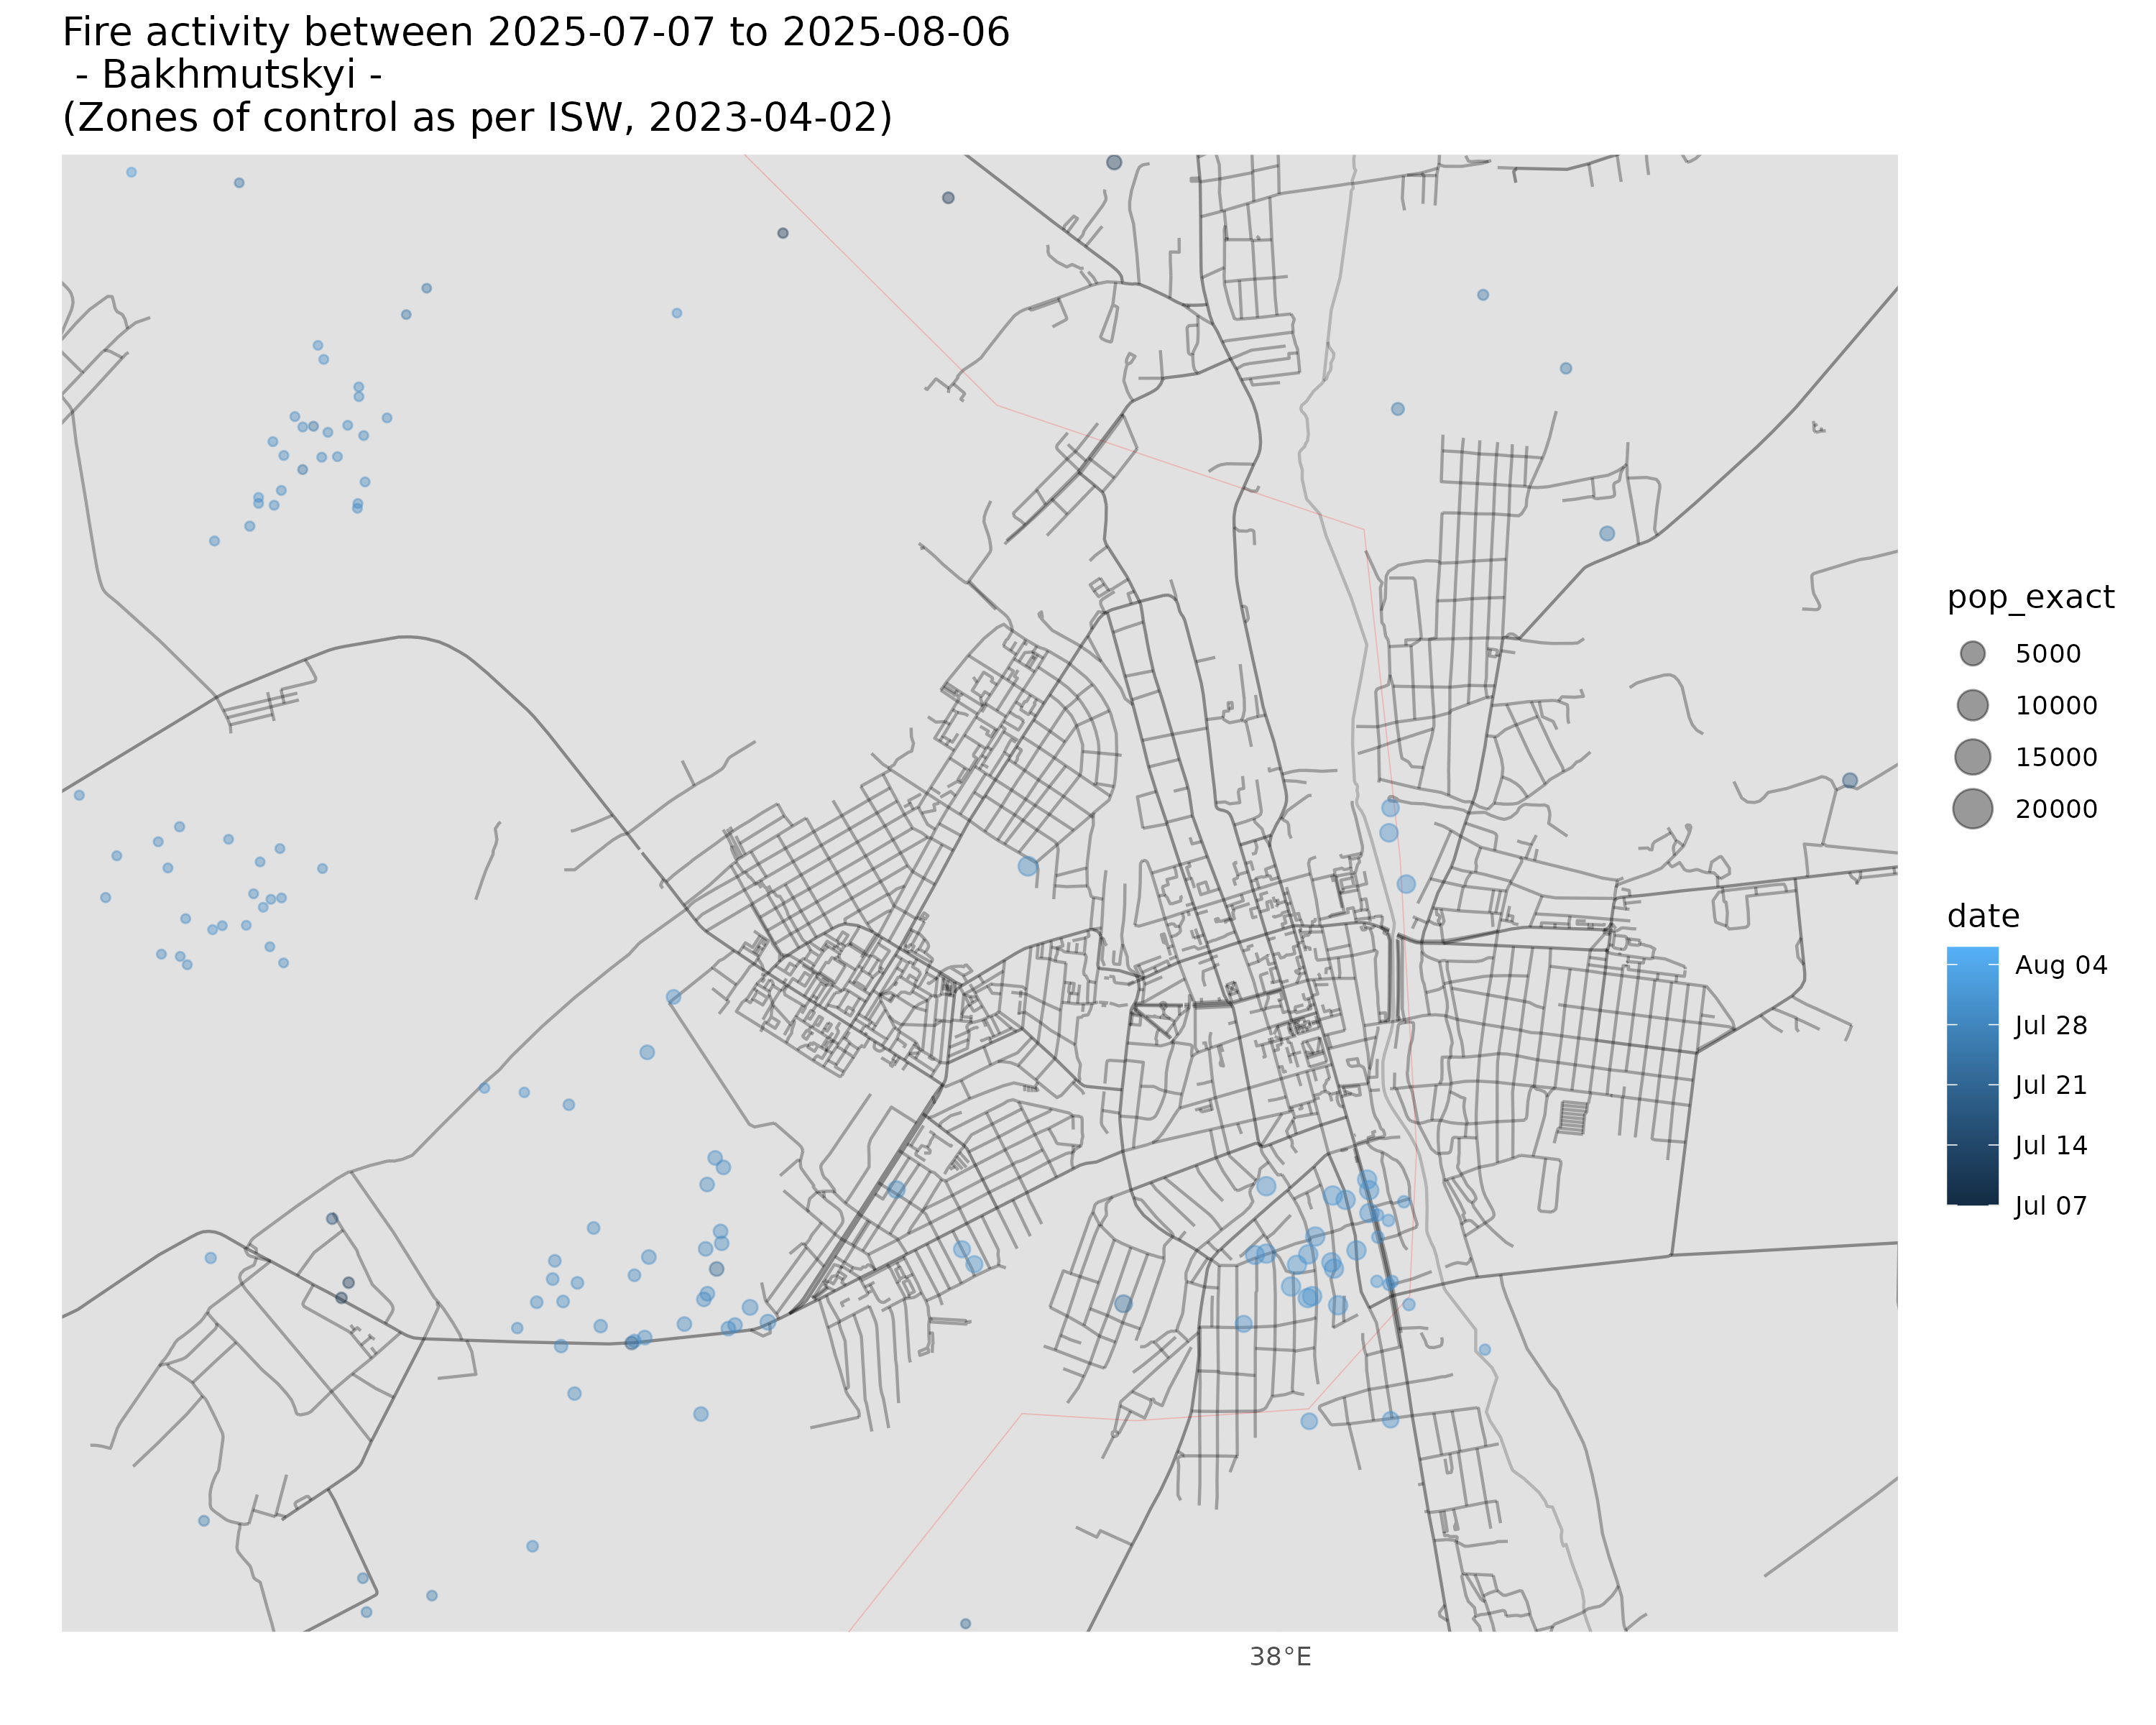 Fire activity between 2025-07-07 to 2025-08-06
- Bakhmutskyi -
(Zones of control as per ISW, 2023-04-02)
pop_exact
5000
10000
15000
20000
date
Aug 04
Jul 28
Jul 21
Jul 14
Jul 07
38°E